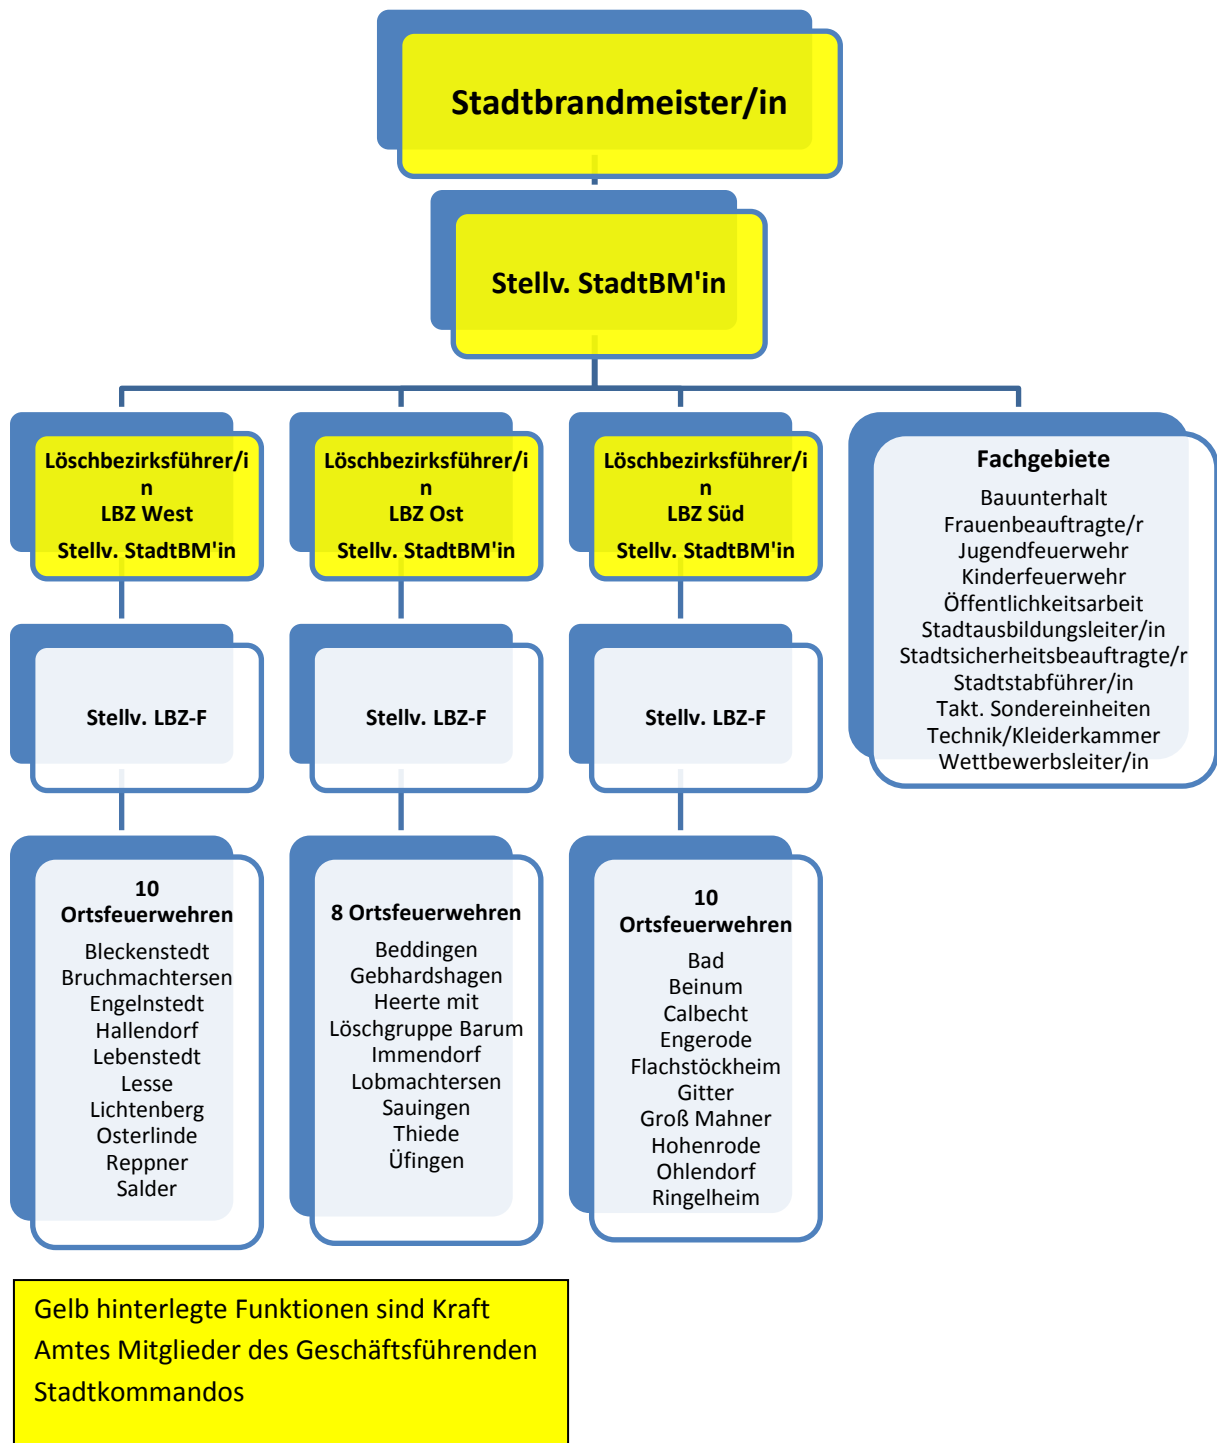 Stadtbrandmeister/in
Stellv. StadtBM'in
Löschbezirksführer/i
n
LBZ West
Stellv. StadtBM'in
Löschbezirksführer/i
n
LBZ Ost
Stellv. StadtBM'in
Löschbezirksführer/i
n
LBZ Süd
Stellv. StadtBM'in
Fachgebiete
Bauunterhalt
Frauenbeauftragte/r
Jugendfeuerwehr
Kinderfeuerwehr
Öffentlichkeitsarbeit
Stadtausbildungsleiter/in
Stadtsicherheitsbeauftragte/r
Stadtstabführer/in
Takt. Sondereinheiten
Technik/Kleiderkammer
Wettbewerbsleiter/in
Stellv. LBZ-F
Stellv. LBZ-F
Stellv. LBZ-F
10
Ortsfeuerwehren
Bleckenstedt
Bruchmachtersen
Engelnstedt
Hallendorf
Lebenstedt
Lesse
Lichtenberg
Osterlinde
Reppner
Salder
8 Ortsfeuerwehren
Beddingen
Gebhardshagen
Heerte mit
Löschgruppe Barum
Immendorf
Lobmachtersen
Sauingen
Thiede
Üfingen
10
Ortsfeuerwehren
Bad
Beinum
Calbecht
Engerode
Flachstöckheim
Gitter
Groß Mahner
Hohenrode
Ohlendorf
Ringelheim
Gelb hinterlegte Funktionen sind Kraft
Amtes Mitglieder des Geschäftsführenden
Stadtkommandos